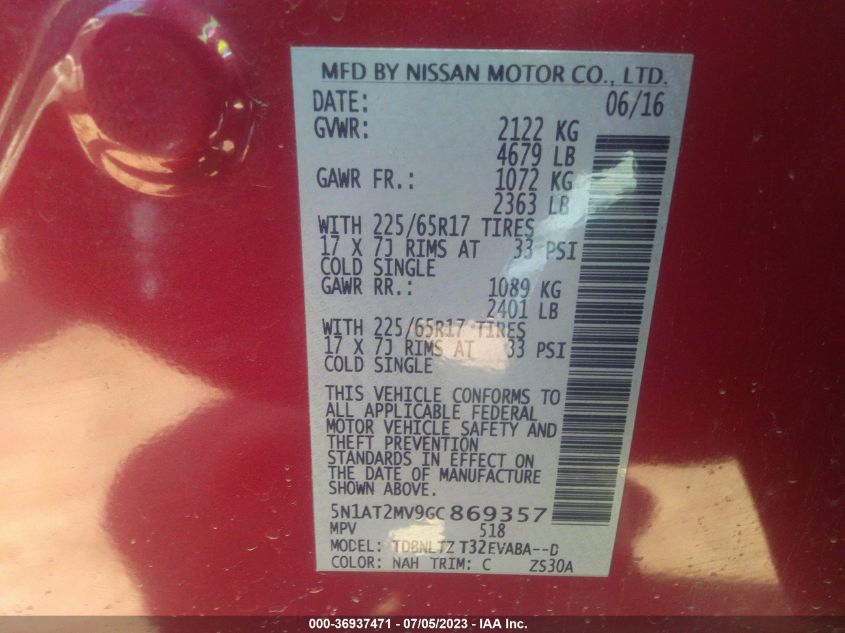 MFD BY NISSAN MOTOR CO., LTD.
DATE: 06/16
GVWR: 2122 KG
4679 LB
GAWR FR.: 1072 KG
2363 LB
WITH 225/65R17 TIRES
17 X 7J RIMS AT 33 PSI
COLD SINGLE
GAWR RR.: 1089 KG
2401 LB
WITH 225/65R17 TIRES
17 X 7J RIMS AT 33 PSI
COLD SINGLE
THIS VEHICLE CONFORMS TO
ALL APPLICABLE FEDERAL
MOTOR VEHICLE SAFETY AND
THEFT PREVENTION
STANDARDS IN EFFECT ON
THE DATE OF MANUFACTURE
SHOWN ABOVE.
5N1AT2MV9GC869357
MPV 518
MODEL: TDBNLTZ T32EVABA--D
COLOR: NAH TRIM: C ZS30A
000-36937471 - 07/05/2023 - IAA Inc.